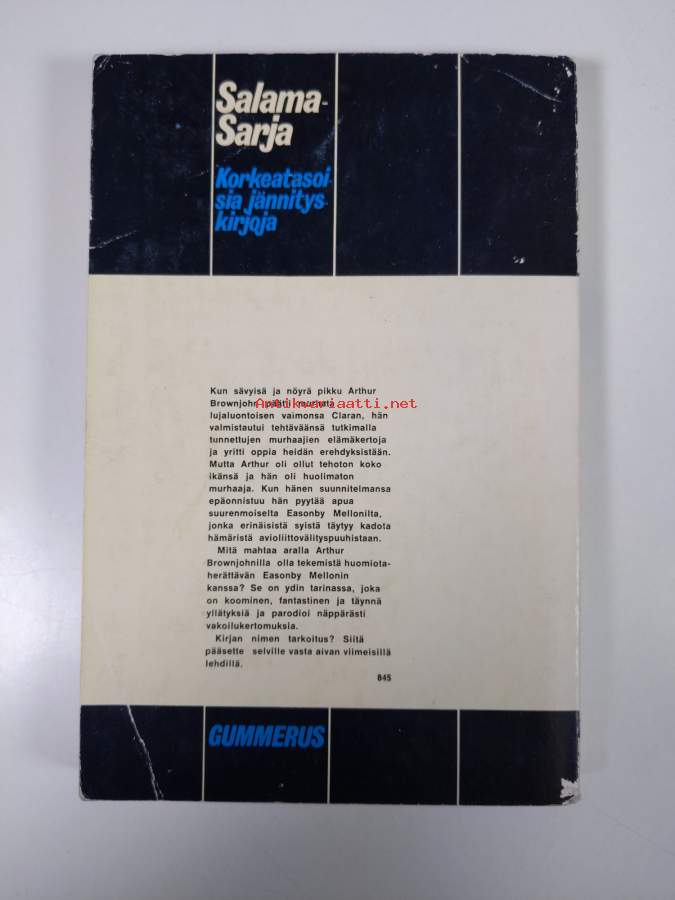 Salama-
Sarja
Korkeatasoi-
sia jännitys-
kirjoja
Kun sävyisä ja nöyrä pikku Arthur
Brownjohn päätti murhata
Antikvariaatti.net
lujaluontoisen vaimonsa Claran, hän
valmistautui tehtäväänsä tutkimalla
tunnettujen murhaajien elämäkertoja
ja yritti oppia heidän erehdyksistään.
Mutta Arthur oli ollut tehoton koko
ikänsä ja hän oli huolimaton
murhaaja. Kun hänen suunnitelmansa
epäonnistuu hän pyytää apua
suurenmoiselta Easonby Mellonilta,
jonka erinäisistä syistä täytyy kadota
hämäristä avioliittovälityspuuhistaan.
Mitä mahtaa aralla Arthur
Brownjohnilla olla tekemistä huomiota-
herättävän Easonby Mellonin
kanssa? Se on ydin tarinassa, joka
on koominen, fantastinen ja täynnä
yllätyksiä ja parodioi näppärästi
vakoilukertomuksia.
Kirjan nimen tarkoitus? Siitä
pääsette selville vasta aivan viimeisillä
lehdillä.
845
GUMMERUS